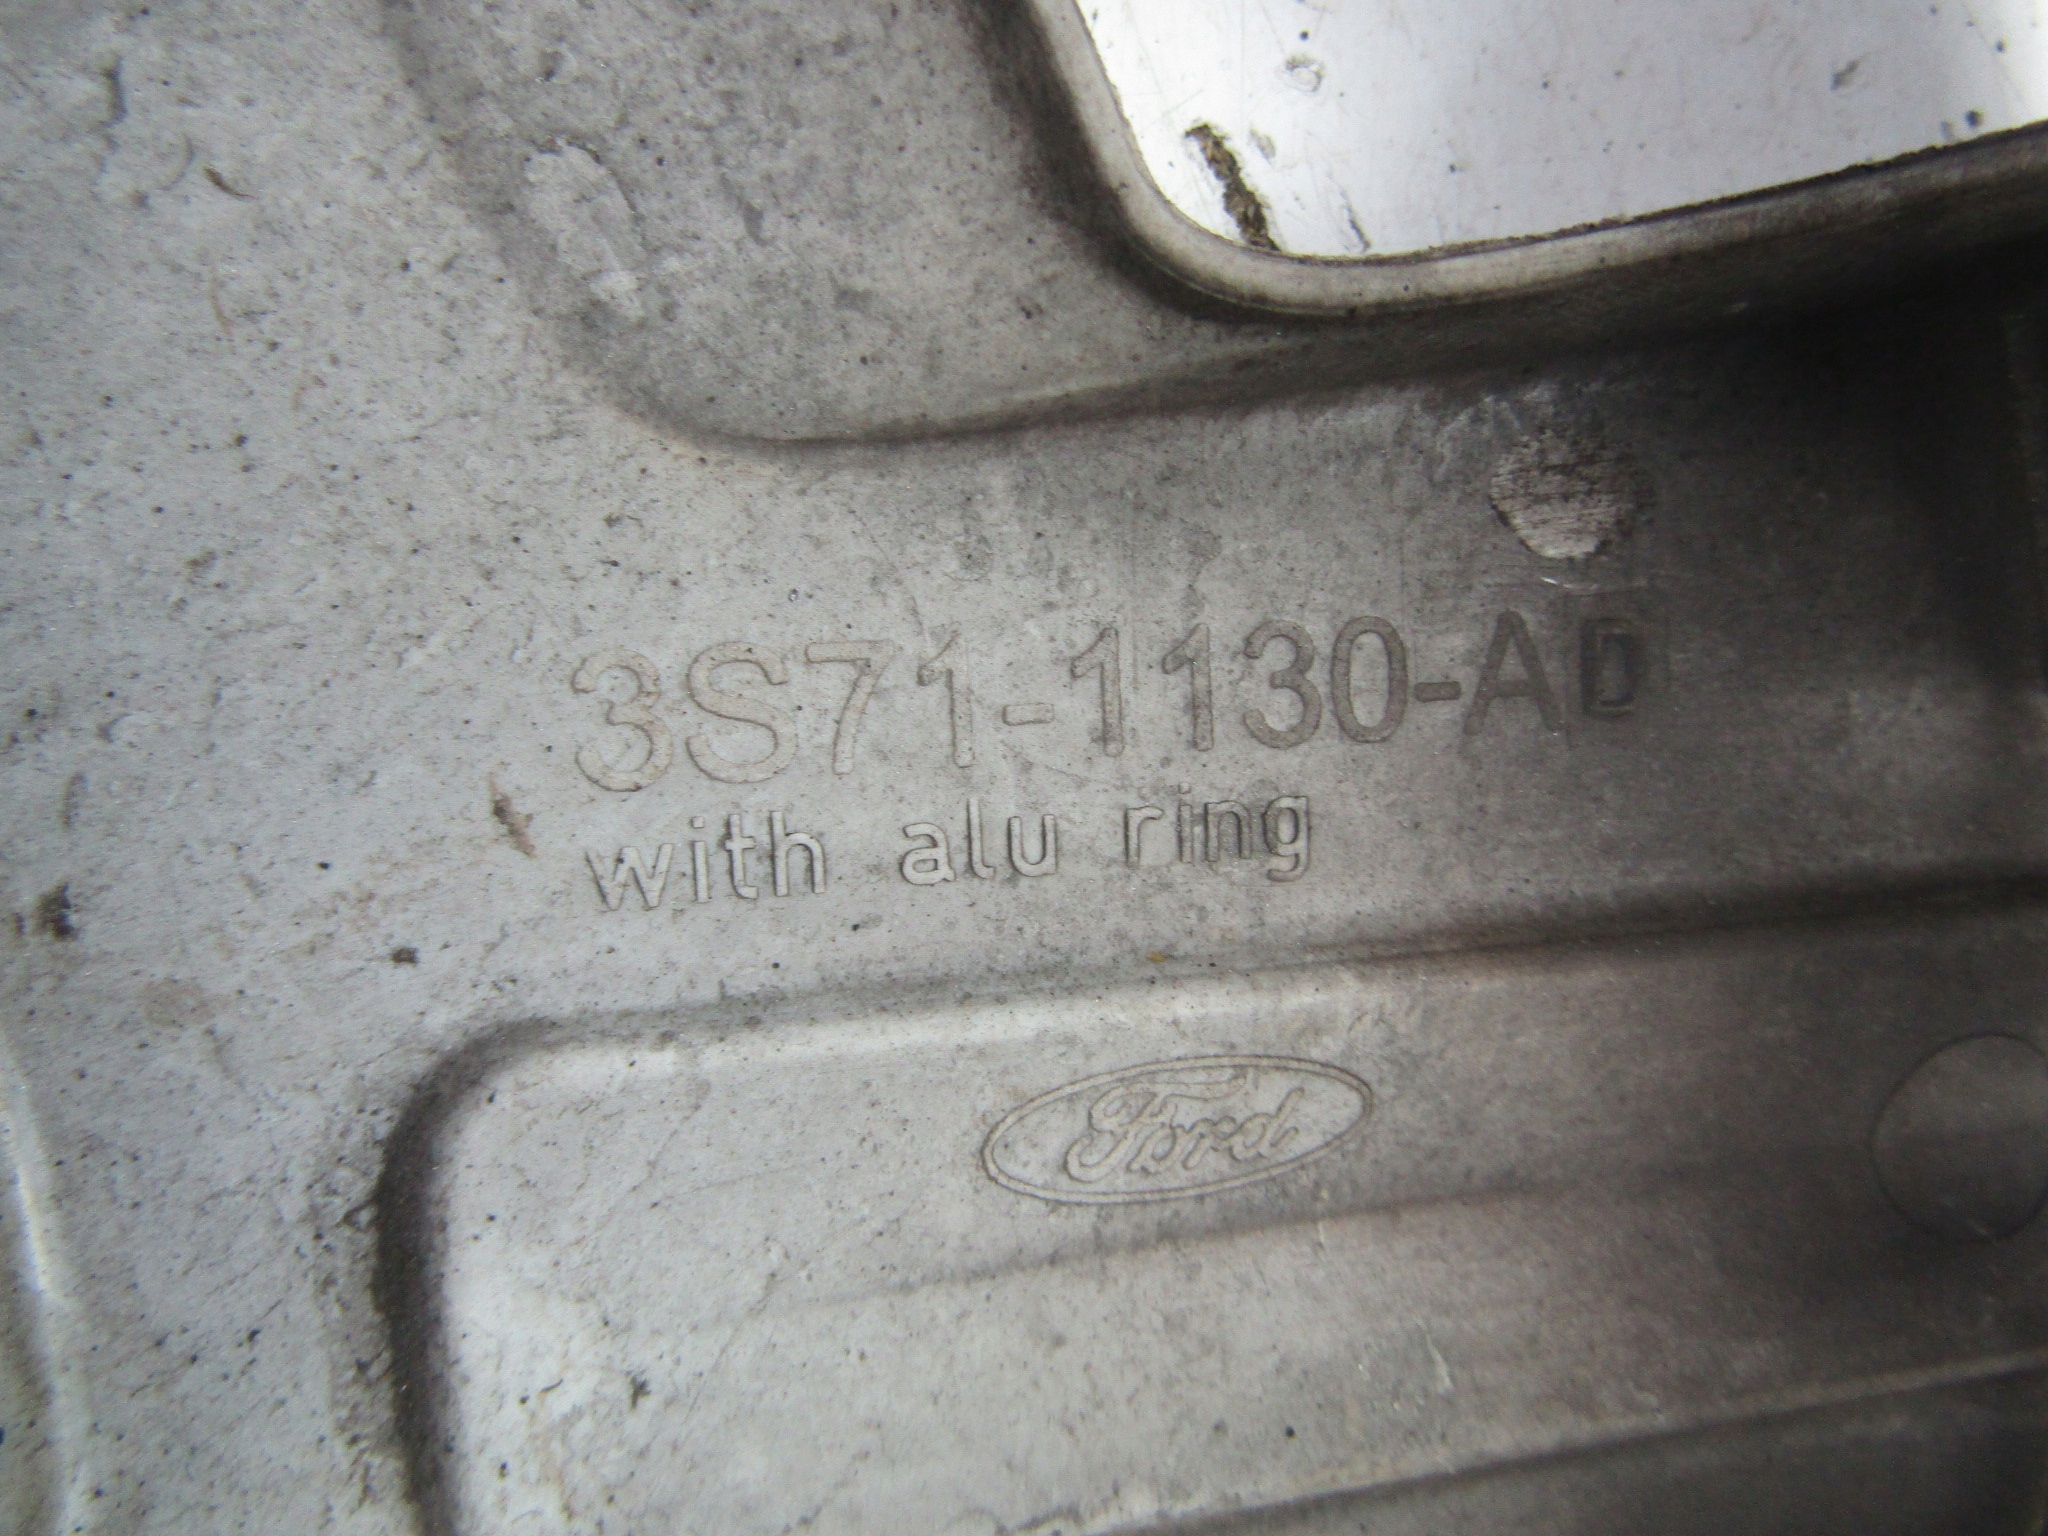 3S71-1130-AD
with alu ring
Ford